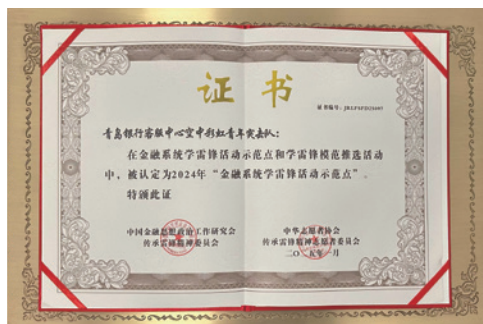 证书
证书编号：JRLFSFD2S007
青岛银行客服中心空中彩虹青年突击队：
在金融系统学雷锋活动示范点和学雷锋模范推选活动
中，被认定为2024年“金融系统学雷锋活动示范点”。
特颁此证
中国金融思想政治工作研究会
传承雷锋精神委员会
中华志愿者协会
传承雷锋精神志愿者委员会
二〇二五年一月